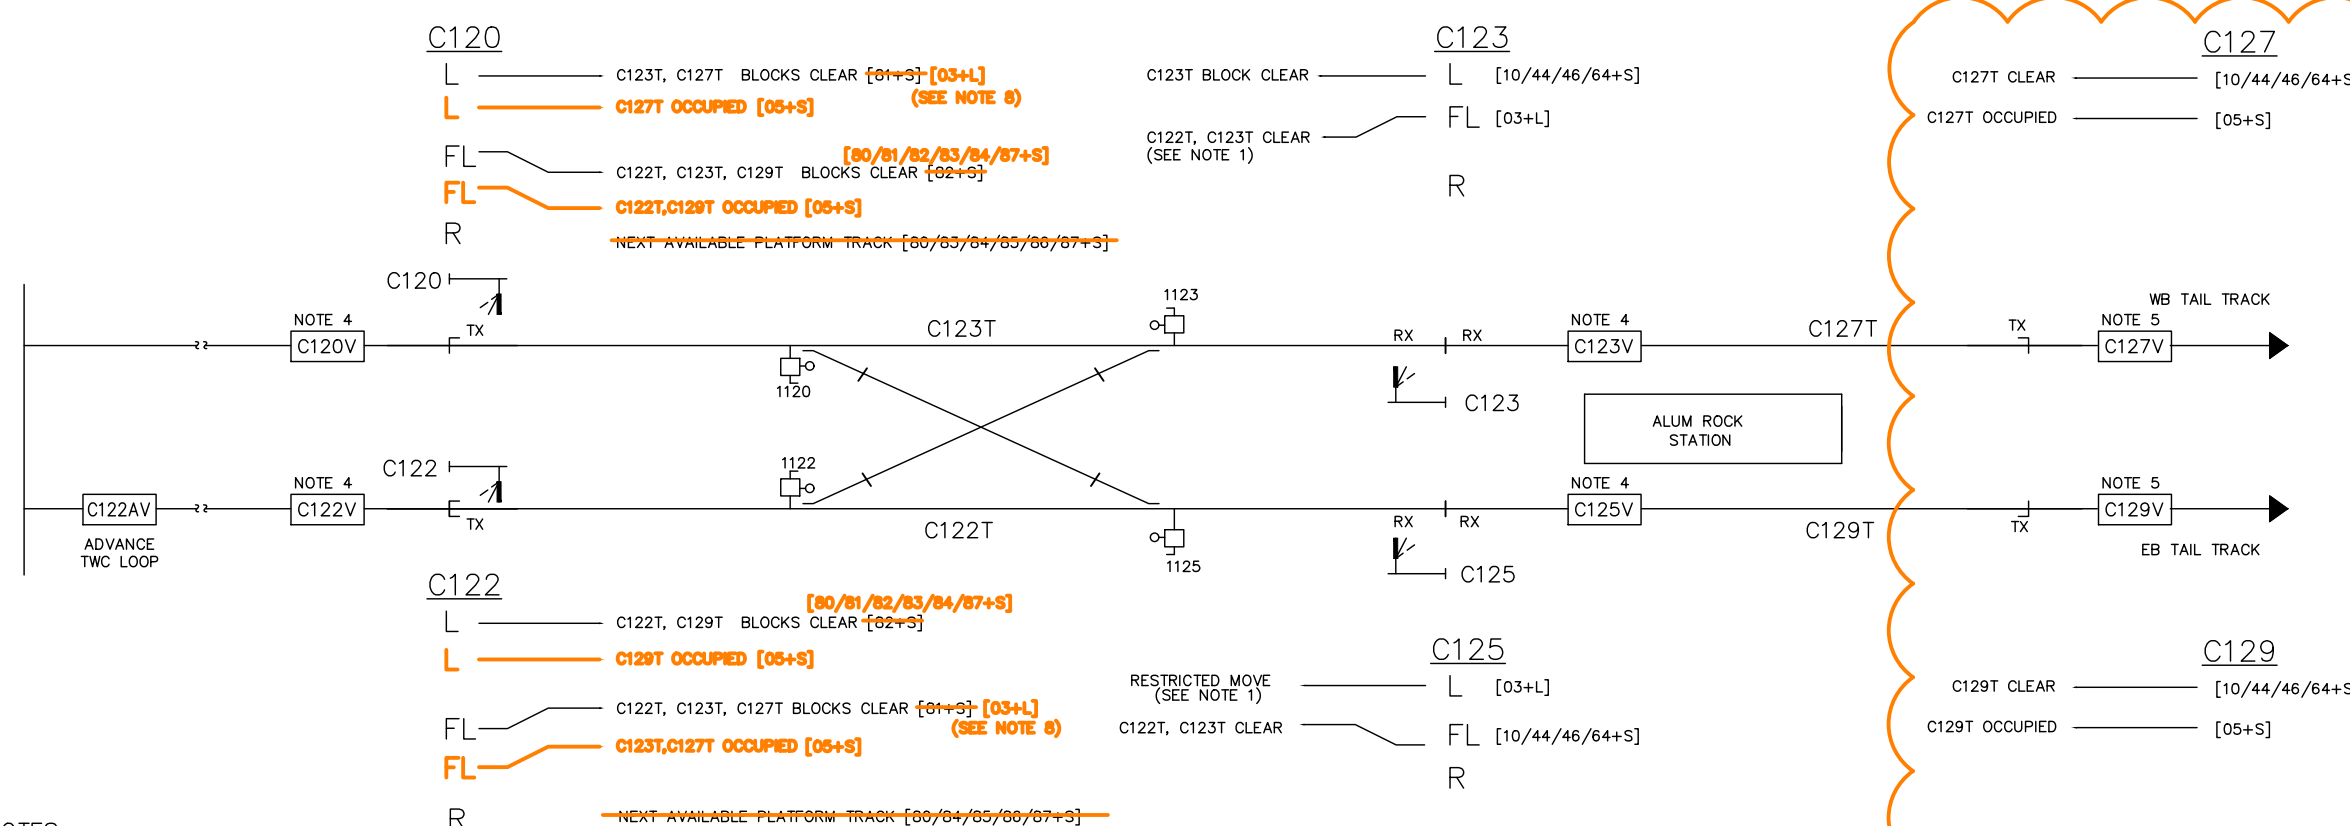 C120
L C123T, C127T BLOCKS CLEAR [81+S] [03+L]
(SEE NOTE 8)
L C127T OCCUPIED [05+S]
[80/81/82/83/84/87+S]
FL C122T, C123T, C129T BLOCKS CLEAR [82+S]
FL C122T,C129T OCCUPIED [05+S]
R
NEXT AVAILABLE PLATFORM TRACK [80/83/84/85/86/87+S]
C123
C123T BLOCK CLEAR L [10/44/46/64+S]
FL [03+L]
C122T, C123T CLEAR
(SEE NOTE 1)
R
C127
C127T CLEAR [10/44/46/64+S
C127T OCCUPIED [05+S]
C120
TX
NOTE 4
C120V
1120
C123T
1123
RX RX
NOTE 4
C123V
C127T
TX
NOTE 5
C127V
WB TAIL TRACK
C123
ALUM ROCK
STATION
C122
TX
C122AV
ADVANCE
TWC LOOP
NOTE 4
C122V
1122
C122T
1125
RX RX
NOTE 4
C125V
C129T
TX
NOTE 5
C129V
EB TAIL TRACK
C125
C122
[80/81/82/83/84/87+S]
L C122T, C129T BLOCKS CLEAR [82+S]
L C129T OCCUPIED [05+S]
FL C122T, C123T, C127T BLOCKS CLEAR [81+S] [03+L]
(SEE NOTE 8)
FL C123T,C127T OCCUPIED [05+S]
R
NEXT AVAILABLE PLATFORM TRACK [80/84/85/86/87+S]
C125
RESTRICTED MOVE
(SEE NOTE 1)
L [03+L]
C122T, C123T CLEAR
FL [10/44/46/64+S]
R
C129
C129T CLEAR [10/44/46/64+S
C129T OCCUPIED [05+S]